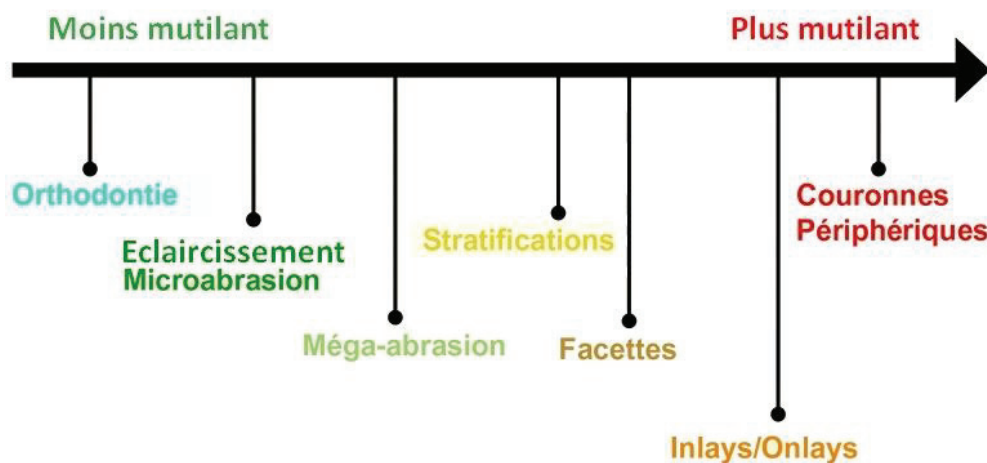 Moins mutilant
Plus mutilant
Orthodontie
Eclaircissement
Microabrasion
Méga-abrasion
Stratifications
Facettes
Inlays/Onlays
Couronnes
Périphériques